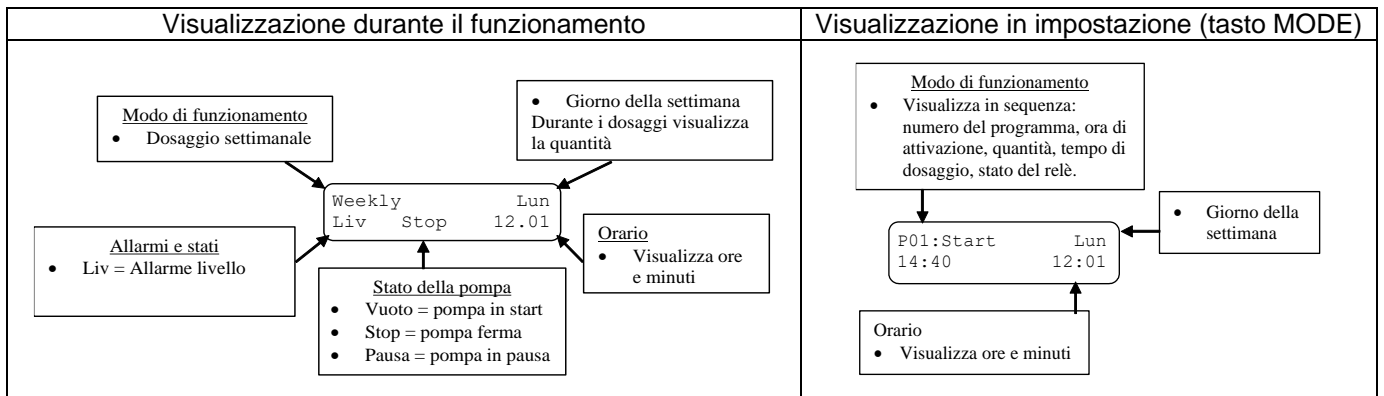 Visualizzazione durante il funzionamento
Visualizzazione in impostazione (tasto MODE)
Modo di funzionamento
• Dosaggio settimanale
• Giorno della settimana
Durante i dosaggi visualizza
la quantità
Weekly Lun
Liv Stop 12.01
Allarmi e stati
• Liv = Allarme livello
Stato della pompa
• Vuoto = pompa in start
• Stop = pompa ferma
• Pausa = pompa in pausa
Orario
• Visualizza ore
e minuti
Modo di funzionamento
• Visualizza in sequenza:
numero del programma, ora di
attivazione, quantità, tempo di
dosaggio, stato del relè.
P01:Start Lun
14:40 12:01
• Giorno della
settimana
Orario
• Visualizza ore e minuti